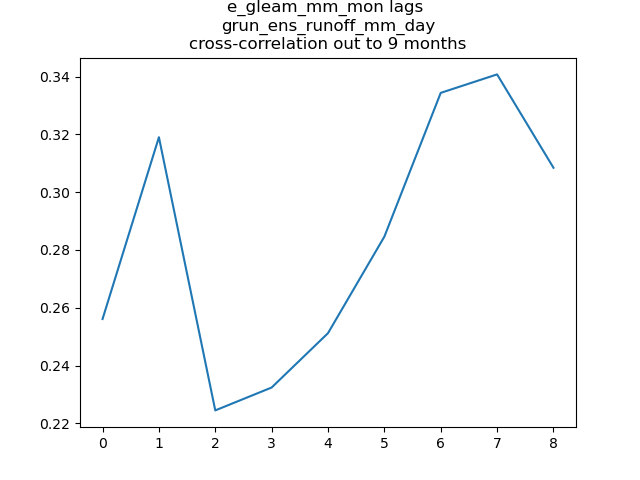 e_gleam_mm_mon lags
grun_ens_runoff_mm_day
cross-correlation out to 9 months
0.34
0.32
0.30
0.28
0.26
0.24
0.22
0 1 2 3 4 5 6 7 8